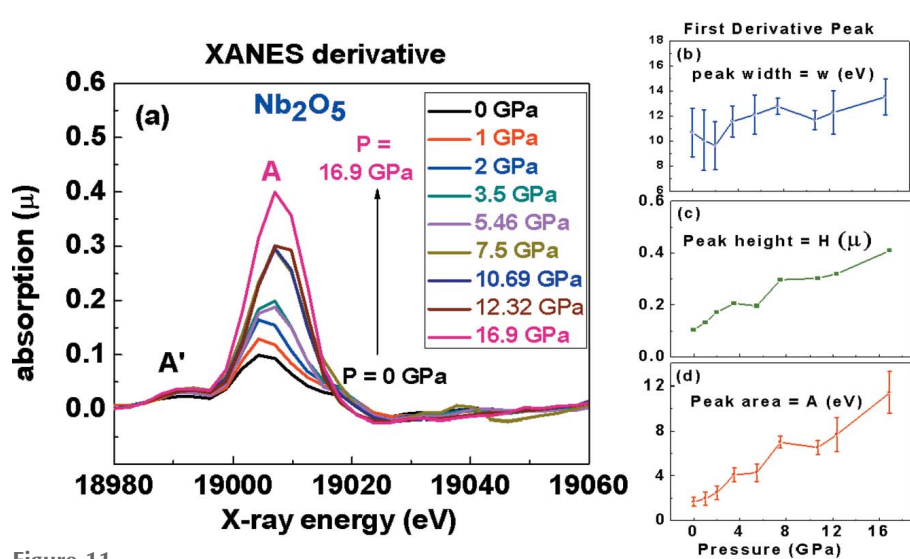 XANES derivative
(a)
Nb2O5
P =
16.9 GPa
A
A'
P = 0 GPa
0 GPa
1 GPa
2 GPa
3.5 GPa
5.46 GPa
7.5 GPa
10.69 GPa
12.32 GPa
16.9 GPa
absorption (μ)
0.6
0.5
0.4
0.3
0.2
0.1
0.0
18980 19000 19020 19040 19060
X-ray energy (eV)
First Derivative Peak
(b)
peak width = w (eV)
18
16
14
12
10
8
6
(c)
Peak height = H (μ)
0.6
0.4
0.2
0.0
(d)
Peak area = A (eV)
12
8
4
0
0 4 8 12 16
Pressure (GPa)
Figure 11